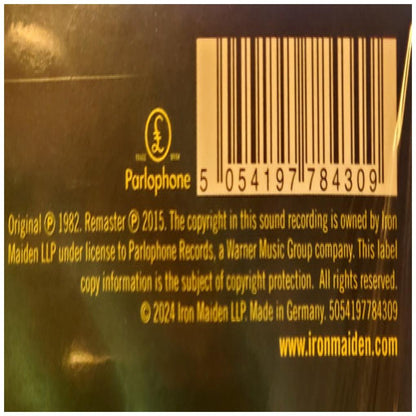 £
TRADE MARK
Parlophone
5 054197 784309
Original ℗ 1982. Remaster ℗ 2015. The copyright in this sound recording is owned by Iron
Maiden LLP under license to Parlophone Records, a Warner Music Group company. This label
copy information is the subject of copyright protection. All rights reserved.
© 2024 Iron Maiden LLP. Made in Germany. 5054197784309
www.ironmaiden.com